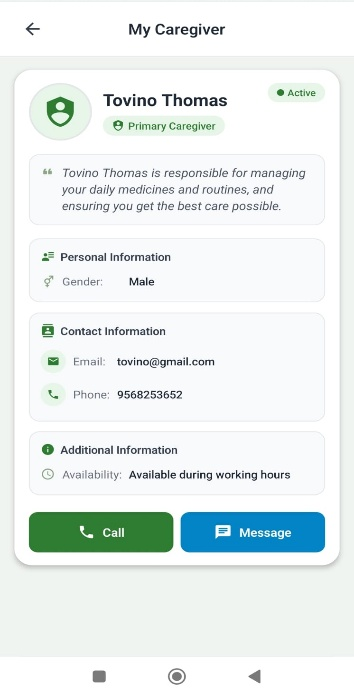 My Caregiver
Tovino Thomas
Active
Primary Caregiver
Tovino Thomas is responsible for managing
your daily medicines and routines, and
ensuring you get the best care possible.
Personal Information
Gender: Male
Contact Information
Email: tovino@gmail.com
Phone: 9568253652
Additional Information
Availability: Available during working hours
Call
Message